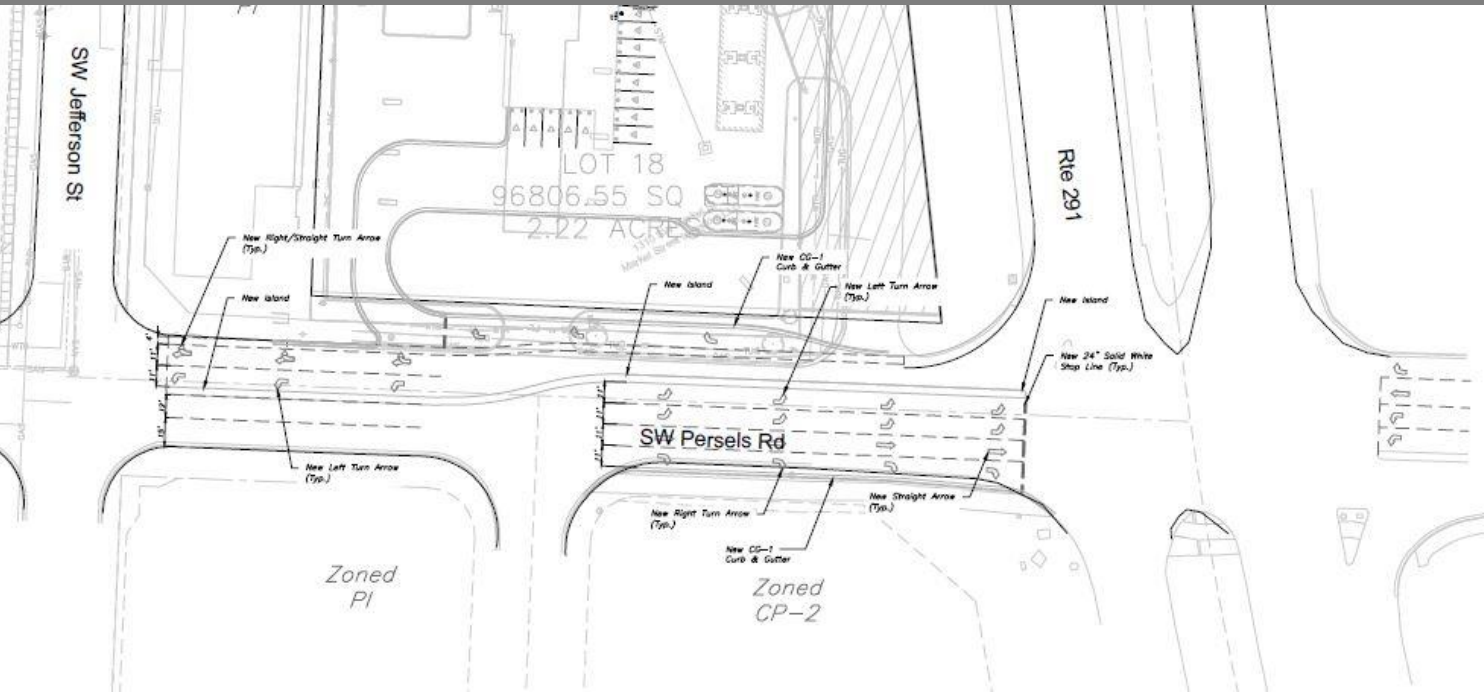 PI
SW Jefferson St
Rte 291
LOT 18
96806.55 SQ
2.22 ACRES
New Right/Straight Turn Arrow
(Typ.)
New Island
New CG-1
Curb & Gutter
New Island
New Left Turn Arrow
(Typ.)
New Island
New 24" Solid White
Stop Line (Typ.)
SW Persels Rd
New Left Turn Arrow
(Typ.)
New Right Turn Arrow
(Typ.)
New Straight Arrow
(Typ.)
New CG-1
Curb & Gutter
Zoned
PI
Zoned
CP-2